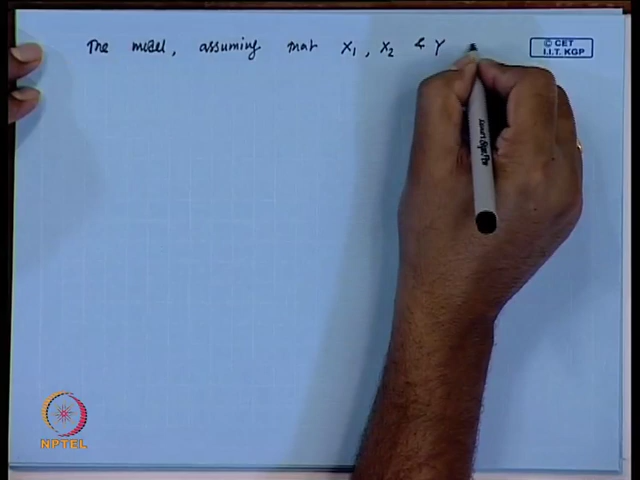 The model, assuming that X1, X2 & Y
© CET
I.I.T. KGP
NPTEL